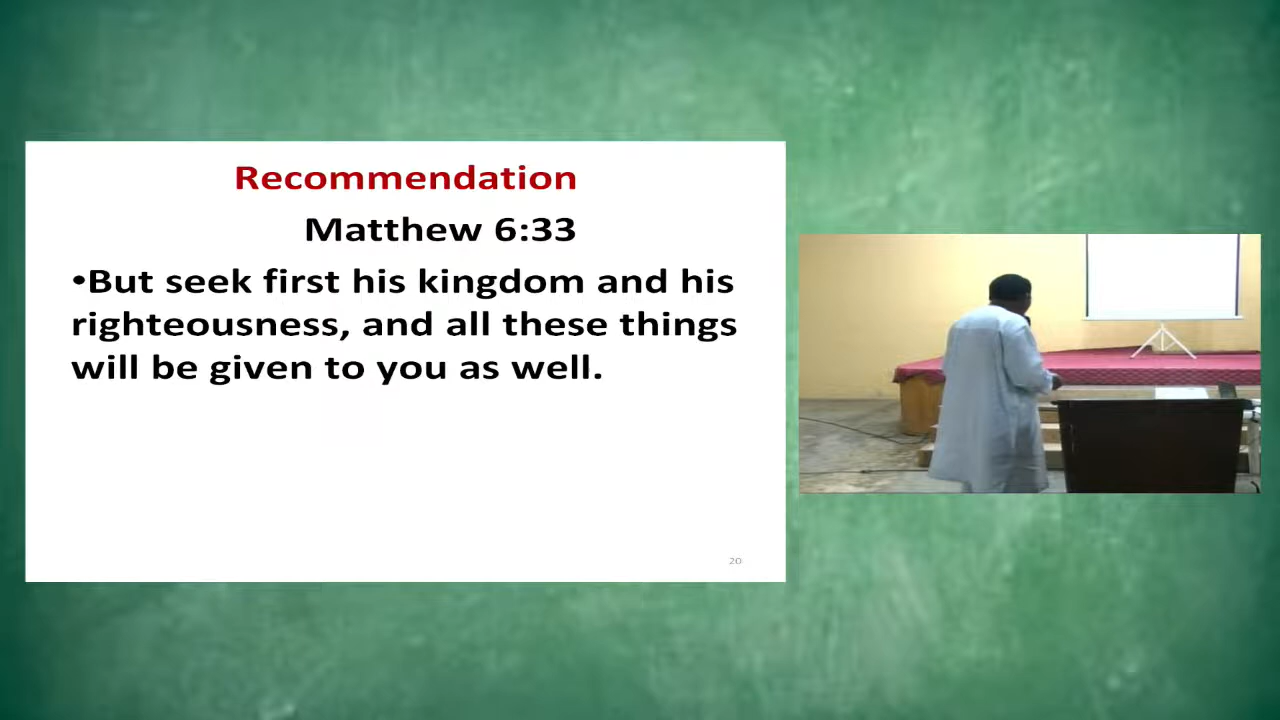 Recommendation
Matthew 6:33
•But seek first his kingdom and his
righteousness, and all these things
will be given to you as well.
20